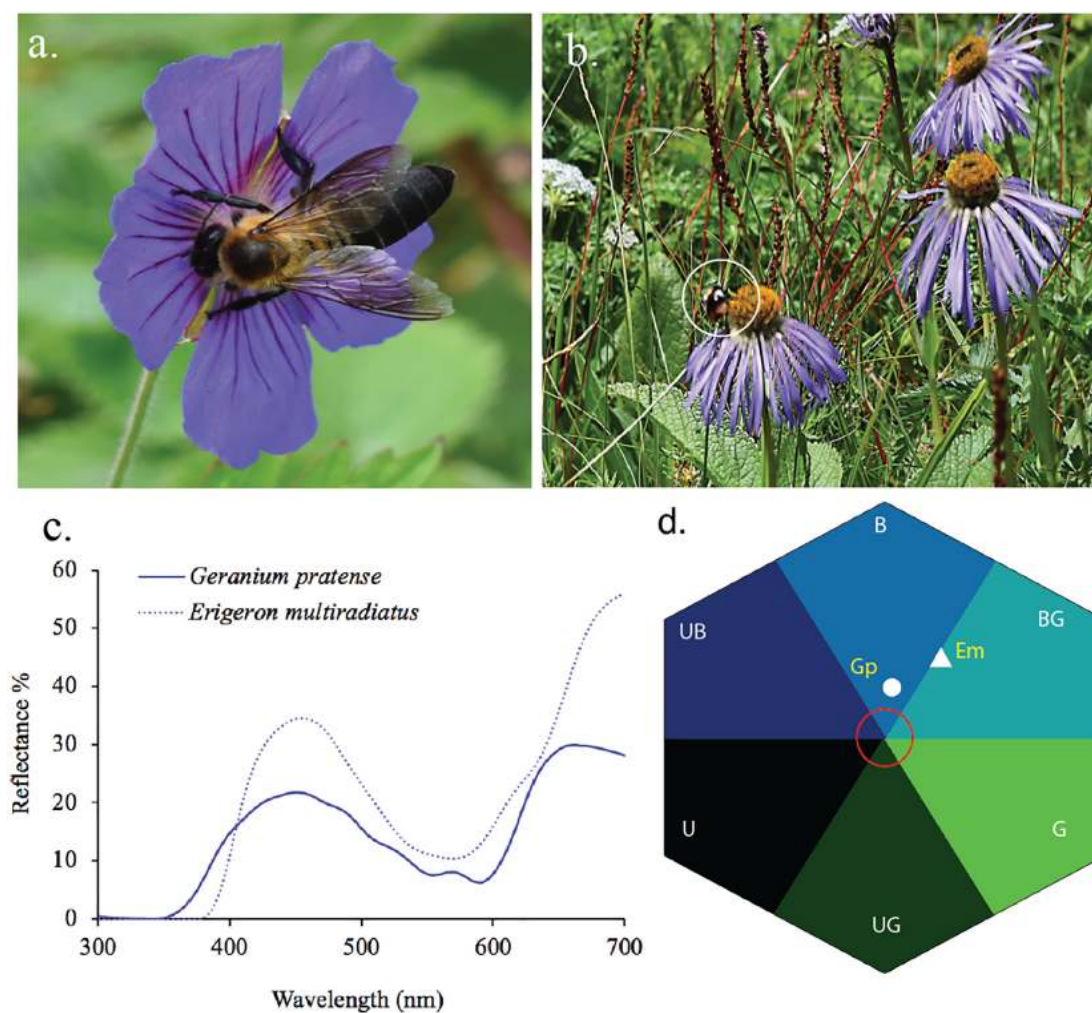 a.
b.
c.
Geranium pratense
Erigeron multiradiatus
60
50
40
30
20
10
0
Reflectance %
300
400
500
600
700
Wavelength (nm)
d.
B
UB
BG
Gp
Em
U
G
UG